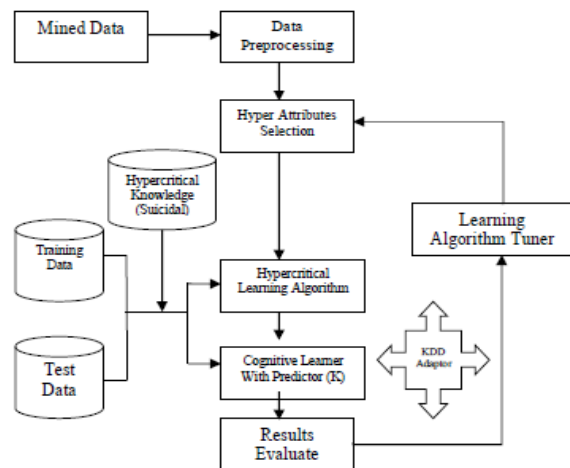 Mined Data
Data
Preprocessing
Hyper Attributes
Selection
Hypercritical
Knowledge
(Suicidal)
Training
Data
Learning
Algorithm Tuner
Hypercritical
Learning Algorithm
KDD
Adaptor
Test
Data
Cognitive Learner
With Predictor (K)
Results
Evaluate